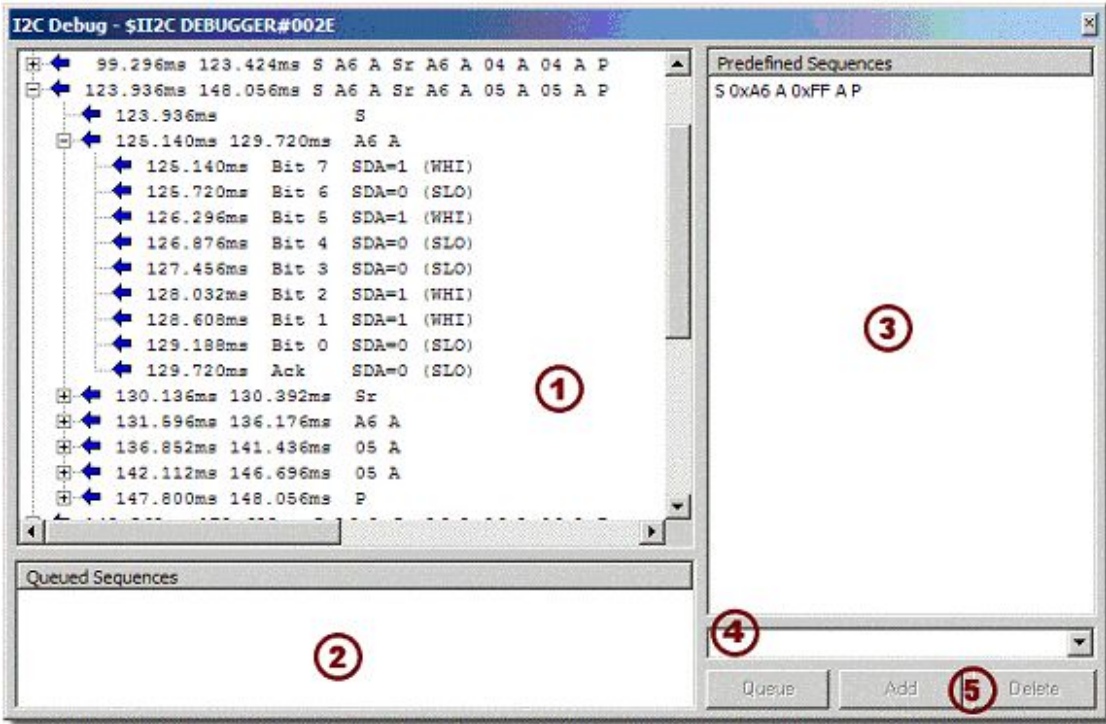 I2C Debug - $II2C DEBUGGER#002E
99.296ms 123.424ms S A6 A Sr A6 A 04 A 04 A P
123.936ms 148.056ms S A6 A Sr A6 A 05 A 05 A P
123.936ms S
125.140ms 129.720ms A6 A
125.140ms Bit 7 SDA=1 (WHI)
125.720ms Bit 6 SDA=0 (SLO)
126.296ms Bit 5 SDA=1 (WHI)
126.876ms Bit 4 SDA=0 (SLO)
127.456ms Bit 3 SDA=0 (SLO)
128.032ms Bit 2 SDA=1 (WHI)
128.608ms Bit 1 SDA=1 (WHI)
129.188ms Bit 0 SDA=0 (SLO)
129.720ms Ack SDA=0 (SLO)
130.136ms 130.392ms Sr
131.596ms 136.176ms A6 A
136.852ms 141.436ms 05 A
142.112ms 146.696ms 05 A
147.800ms 148.056ms P
1
Queued Sequences
2
Predefined Sequences
S 0xA6 A 0xFF A P
3
4
Queue Add 5 Delete